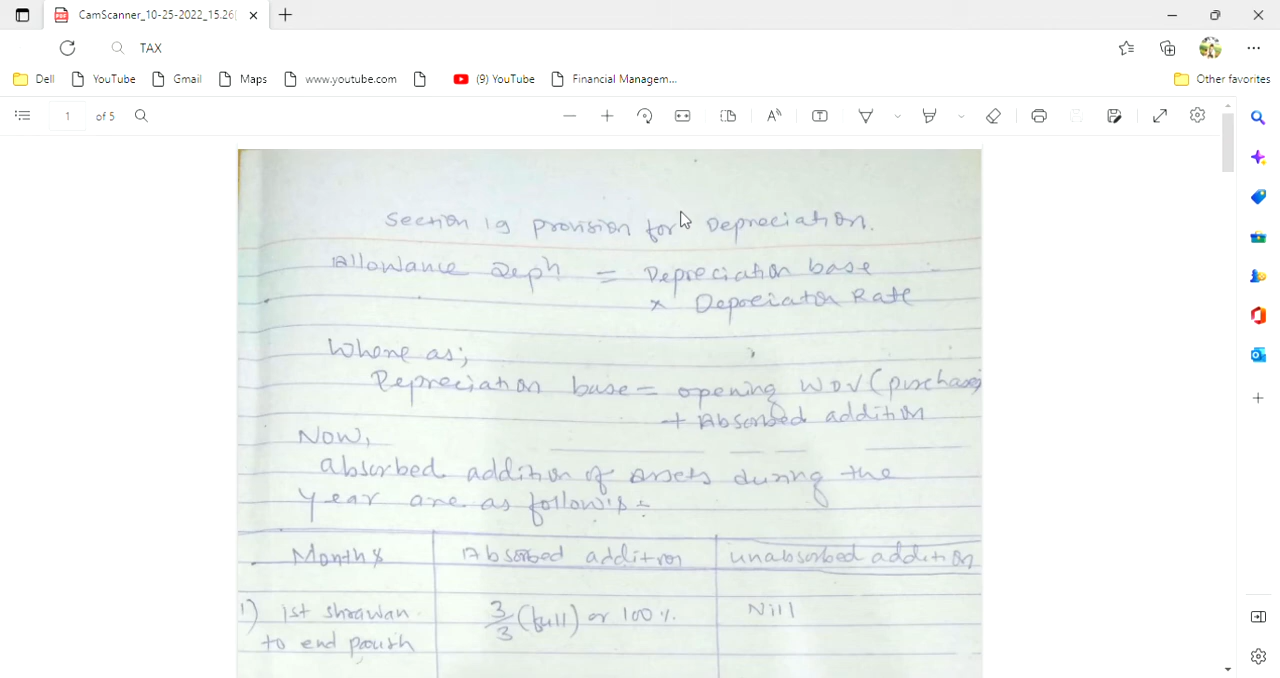 CamScanner_10-25-2022_15.26
TAX
Dell YouTube Gmail Maps www.youtube.com (9) YouTube Financial Managem... Other favorites
1 of 5
Section 19 provision for Depreciation.
Allowance Deph = Depreciation base
× Depreciation Rate
Where as;
Depreciation base = opening WDV (purchase)
+ Absorbed addition
Now,
absorbed addition of assets during the
year are as follows:
Months Absorbed addition unabsorbed addition
1) 1st shrawan 3/3 (full) or 100%. Nill
to end poush